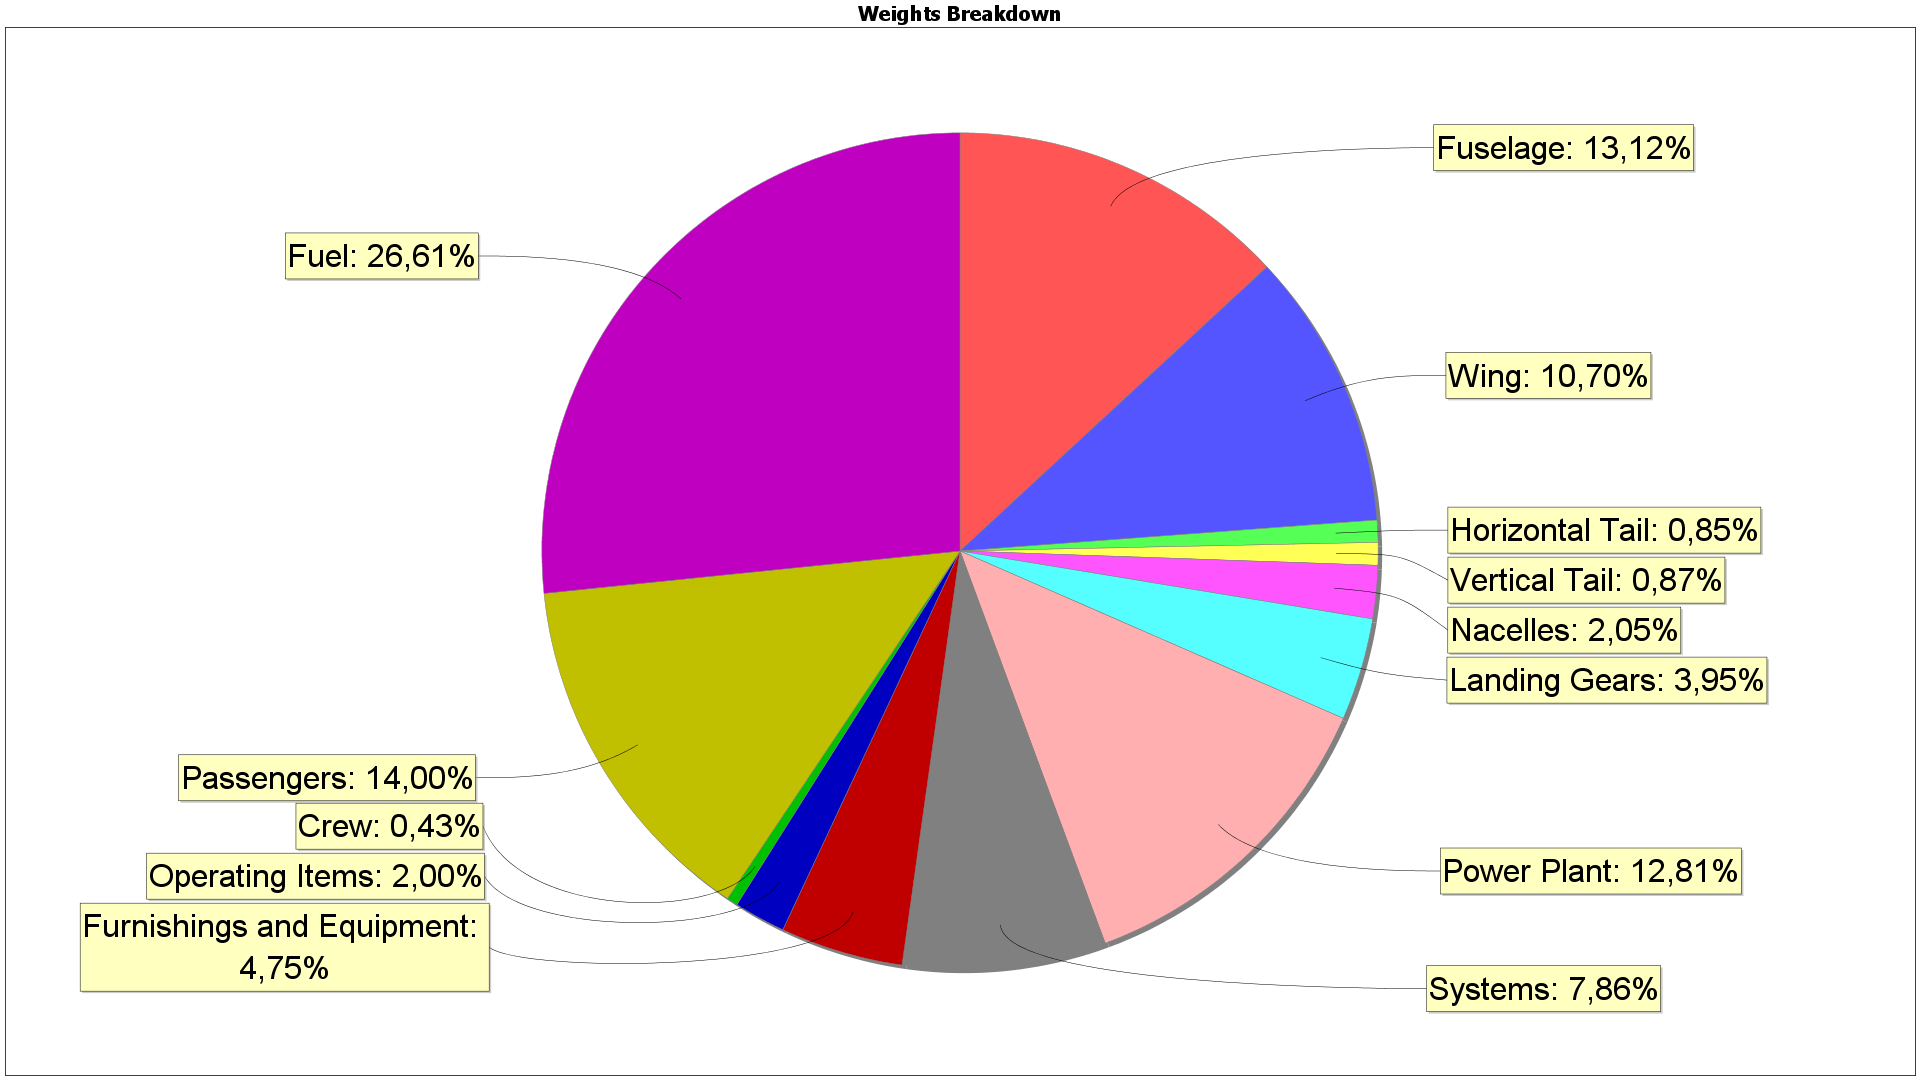 Weights Breakdown
Fuselage: 13,12%
Fuel: 26,61%
Wing: 10,70%
Horizontal Tail: 0,85%
Vertical Tail: 0,87%
Nacelles: 2,05%
Landing Gears: 3,95%
Passengers: 14,00%
Crew: 0,43%
Operating Items: 2,00%
Power Plant: 12,81%
Furnishings and Equipment:
4,75%
Systems: 7,86%